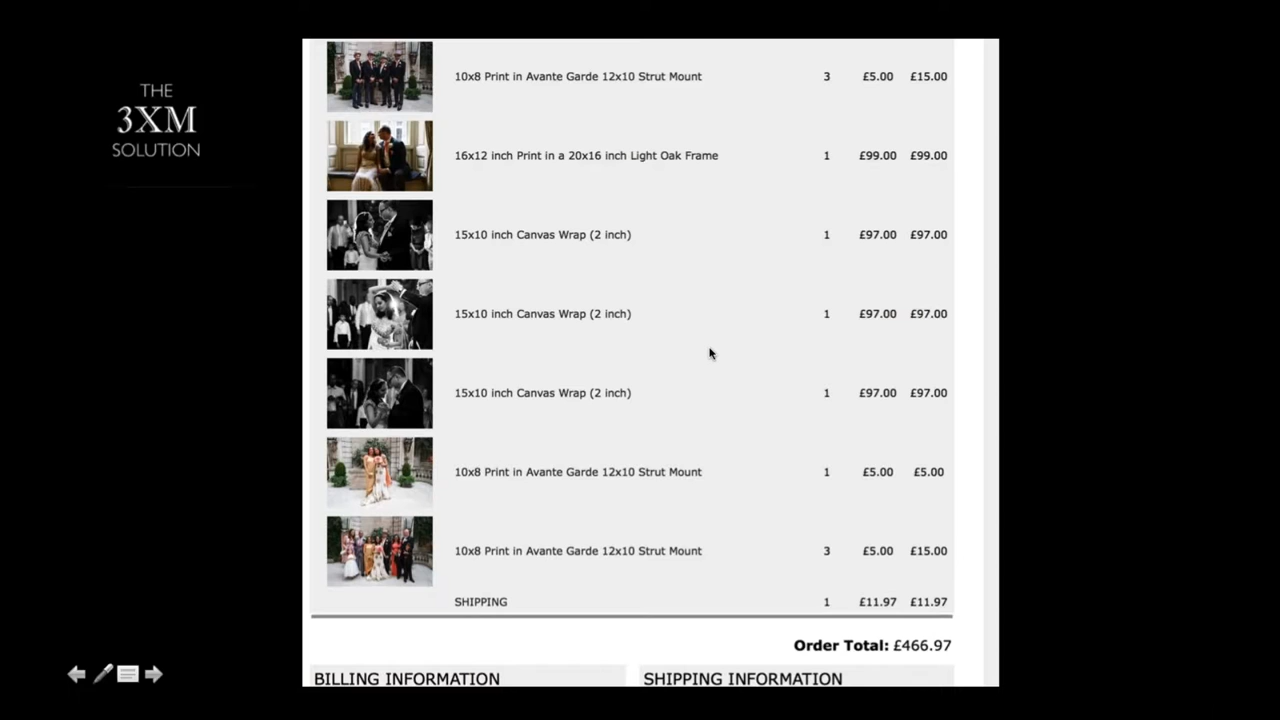 THE
3XM
SOLUTION
10x8 Print in Avante Garde 12x10 Strut Mount 3 £5.00 £15.00
16x12 inch Print in a 20x16 inch Light Oak Frame 1 £99.00 £99.00
15x10 inch Canvas Wrap (2 inch) 1 £97.00 £97.00
15x10 inch Canvas Wrap (2 inch) 1 £97.00 £97.00
15x10 inch Canvas Wrap (2 inch) 1 £97.00 £97.00
10x8 Print in Avante Garde 12x10 Strut Mount 1 £5.00 £5.00
10x8 Print in Avante Garde 12x10 Strut Mount 3 £5.00 £15.00
SHIPPING 1 £11.97 £11.97
Order Total: £466.97
BILLING INFORMATION SHIPPING INFORMATION